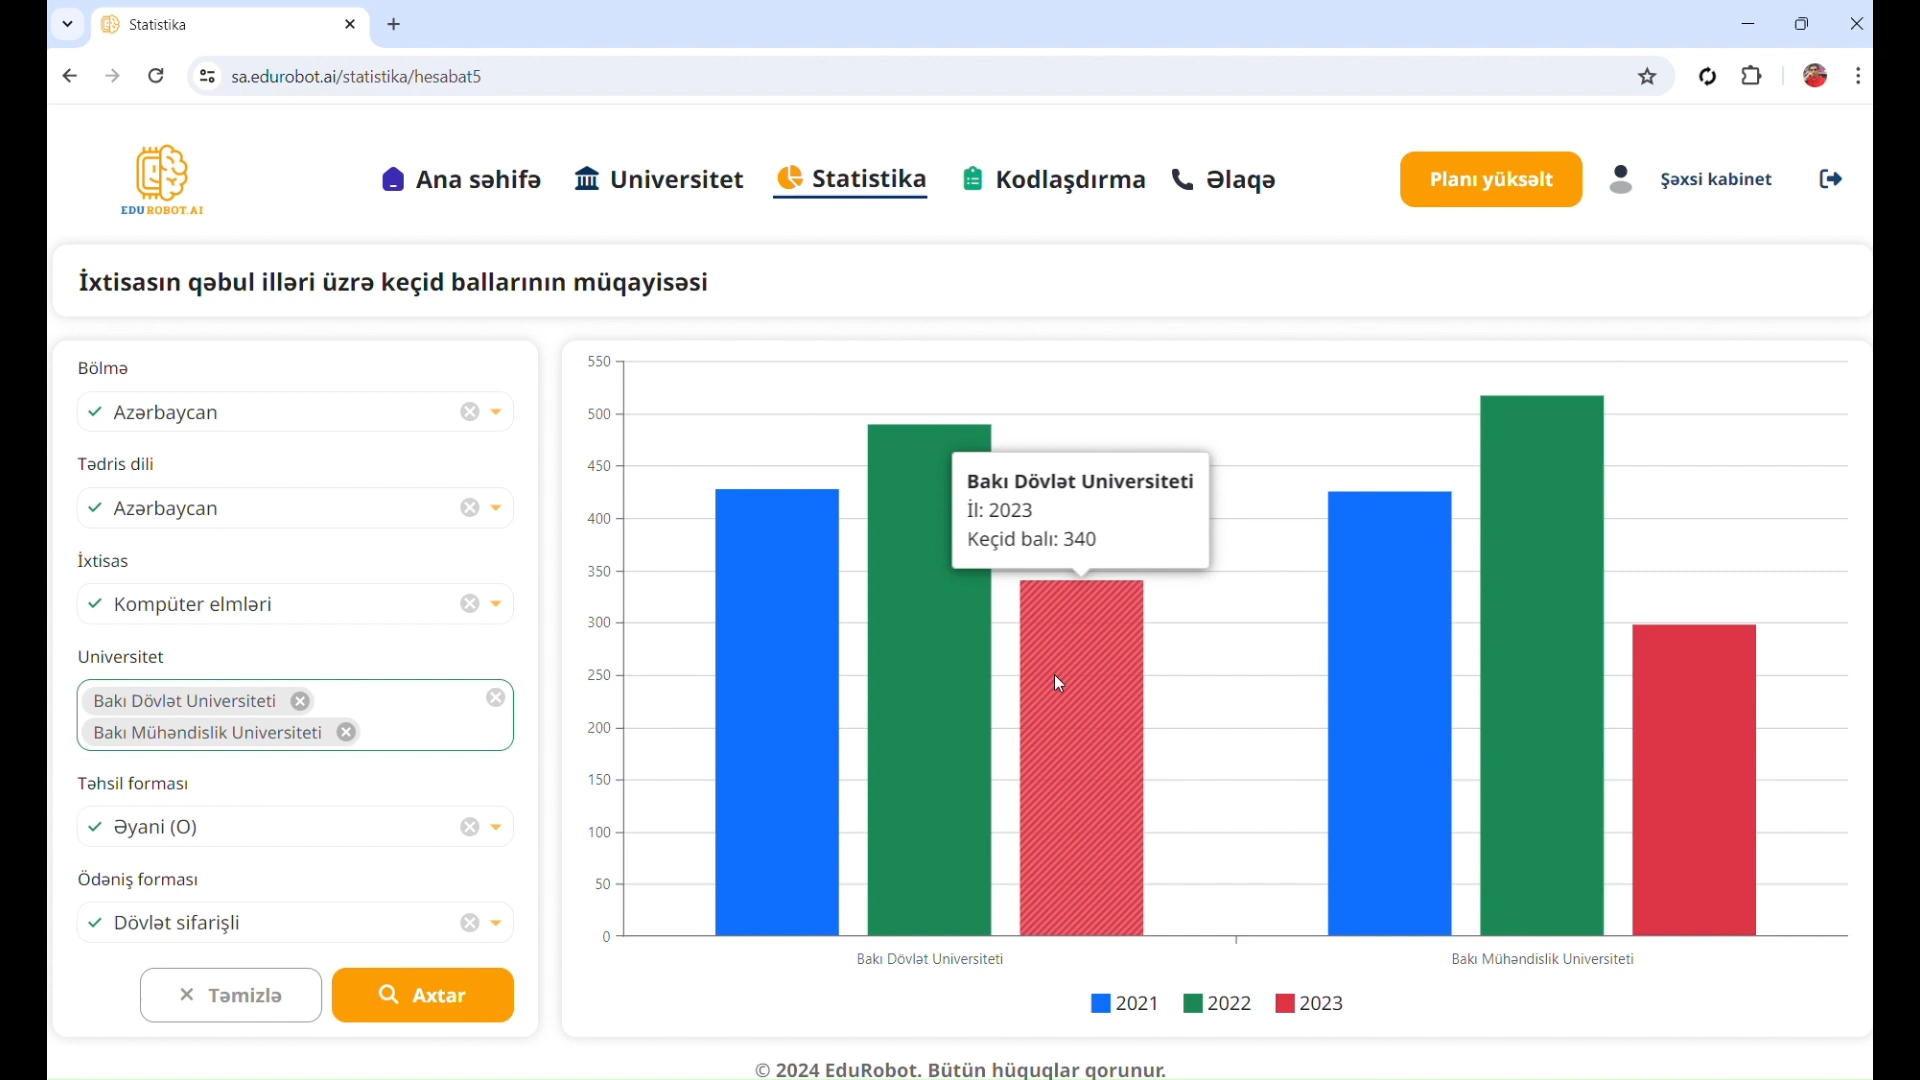 Statistika
sa.edurobot.ai/statistika/hesabat5
EDUROBOT.AI
Ana səhifə
Universitet
Statistika
Kodlaşdırma
Əlaqə
Planı yüksəlt
Şəxsi kabinet
İxtisasın qəbul illəri üzrə keçid ballarının müqayisəsi
Bölmə
Azərbaycan
Tədris dili
Azərbaycan
İxtisas
Kompüter elmləri
Universitet
Bakı Dövlət Universiteti
Bakı Mühəndislik Universiteti
Təhsil forması
Əyani (O)
Ödəniş forması
Dövlət sifarişli
Təmizlə
Axtar
550
500
450
400
350
300
250
200
150
100
50
0
Bakı Dövlət Universiteti
İl: 2023
Keçid balı: 340
Bakı Dövlət Universiteti
Bakı Mühəndislik Universiteti
2021 2022 2023
© 2024 EduRobot. Bütün hüquqlar qorunur.